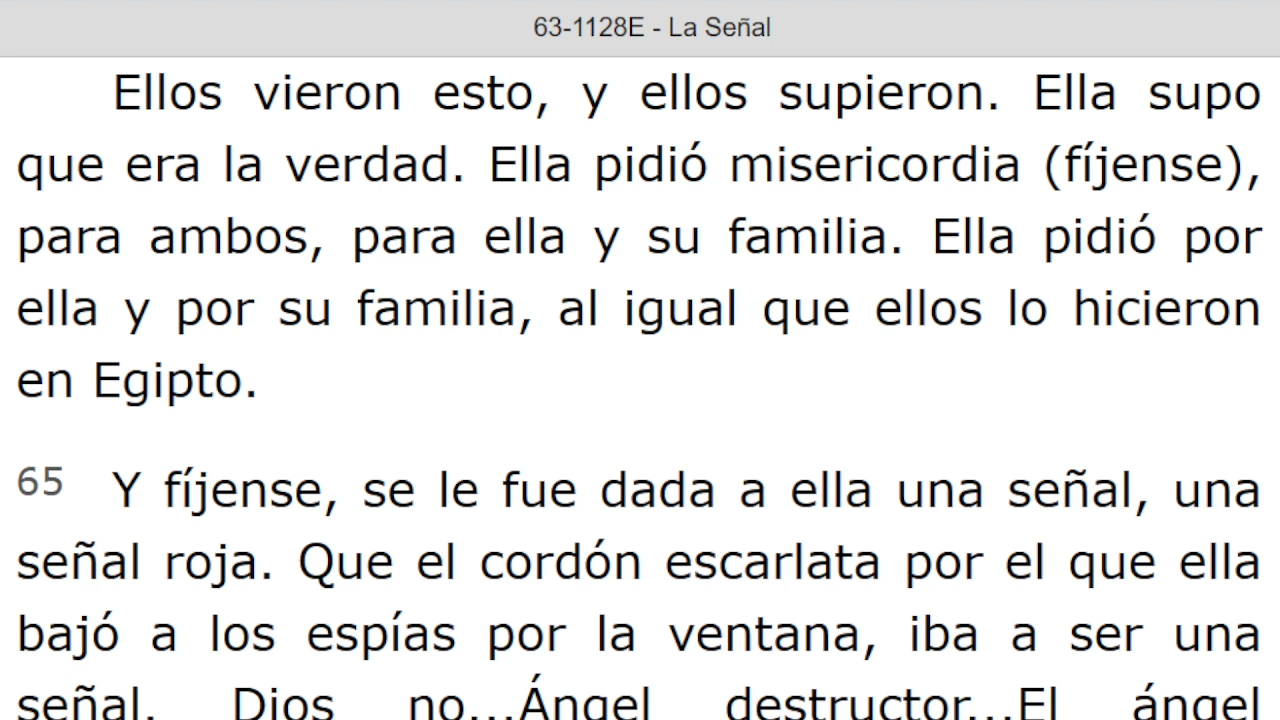 63-1128E - La Señal
Ellos vieron esto, y ellos supieron. Ella supo
que era la verdad. Ella pidió misericordia (fíjense),
para ambos, para ella y su familia. Ella pidió por
ella y por su familia, al igual que ellos lo hicieron
en Egipto.
65 Y fíjense, se le fue dada a ella una señal, una
señal roja. Que el cordón escarlata por el que ella
bajó a los espías por la ventana, iba a ser una
señal. Dios no...Ángel destructor...El ángel